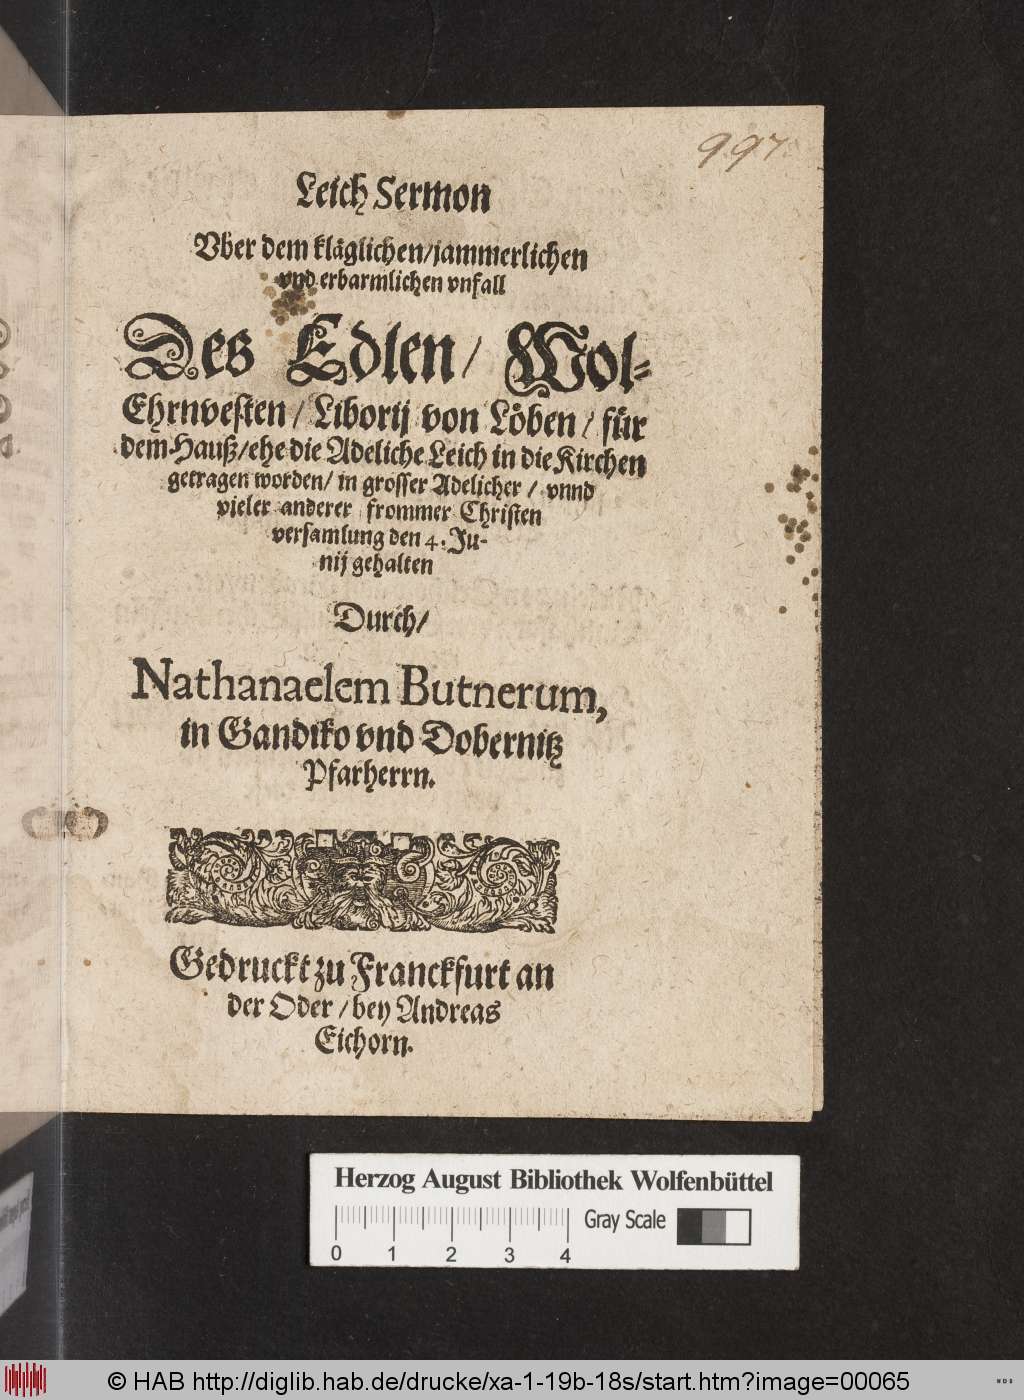 997
Leich Sermon
Vber dem kläglichen/jammerlichen
vnd erbarmlichen vnfall
Des Edlen/ Wol-
Ehrnvesten/ Liborij von Löben/ für
dem Hauß/ehe die Adeliche Leich in die Kirchen
getragen worden/ in grosser Adelicher/ vnnd
vieler anderer frommer Christen
versamlung den 4. Ju-
nij gehalten
Durch/
Nathanaelem Butnerum,
in Gandiko vnd Dobernitz
Pfarherrn.
Gedruckt zu Franckfurt an
der Oder/bey Andreas
Eichorn.
Herzog August Bibliothek Wolfenbüttel
0 1 2 3 4 Gray Scale
© HAB http://diglib.hab.de/drucke/xa-1-19b-18s/start.htm?image=00065